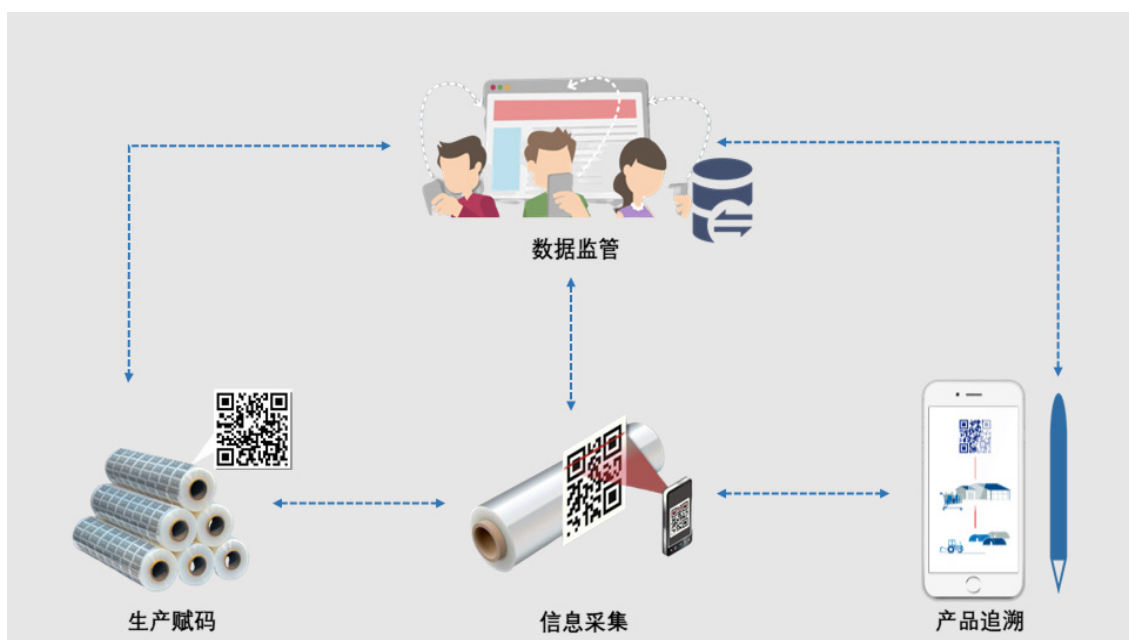 数据监管
生产赋码
信息采集
产品追溯